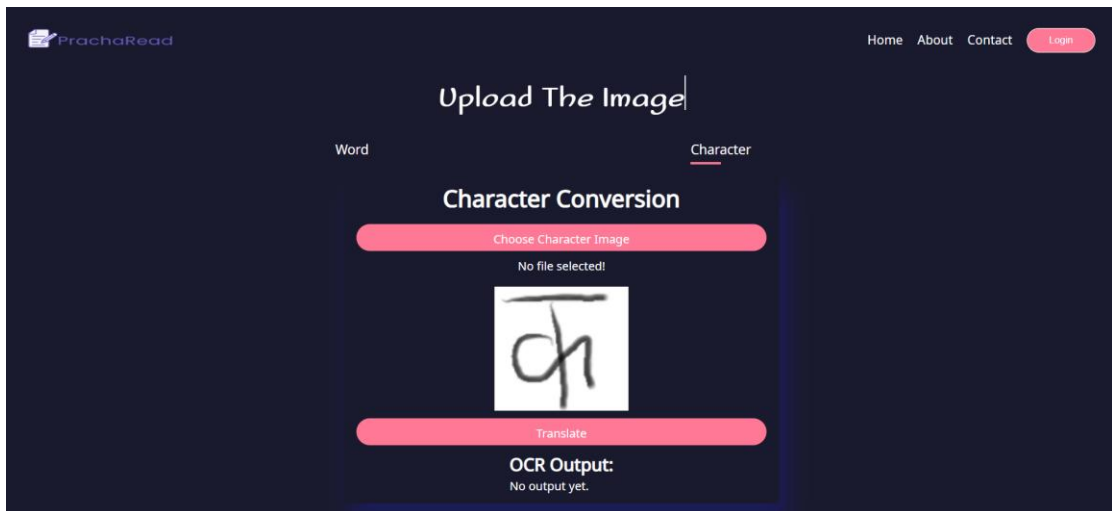 PrachaRead
Home About Contact Login
Upload The Image
Word Character
Character Conversion
Choose Character Image
No file selected!
क
Translate
OCR Output:
No output yet.